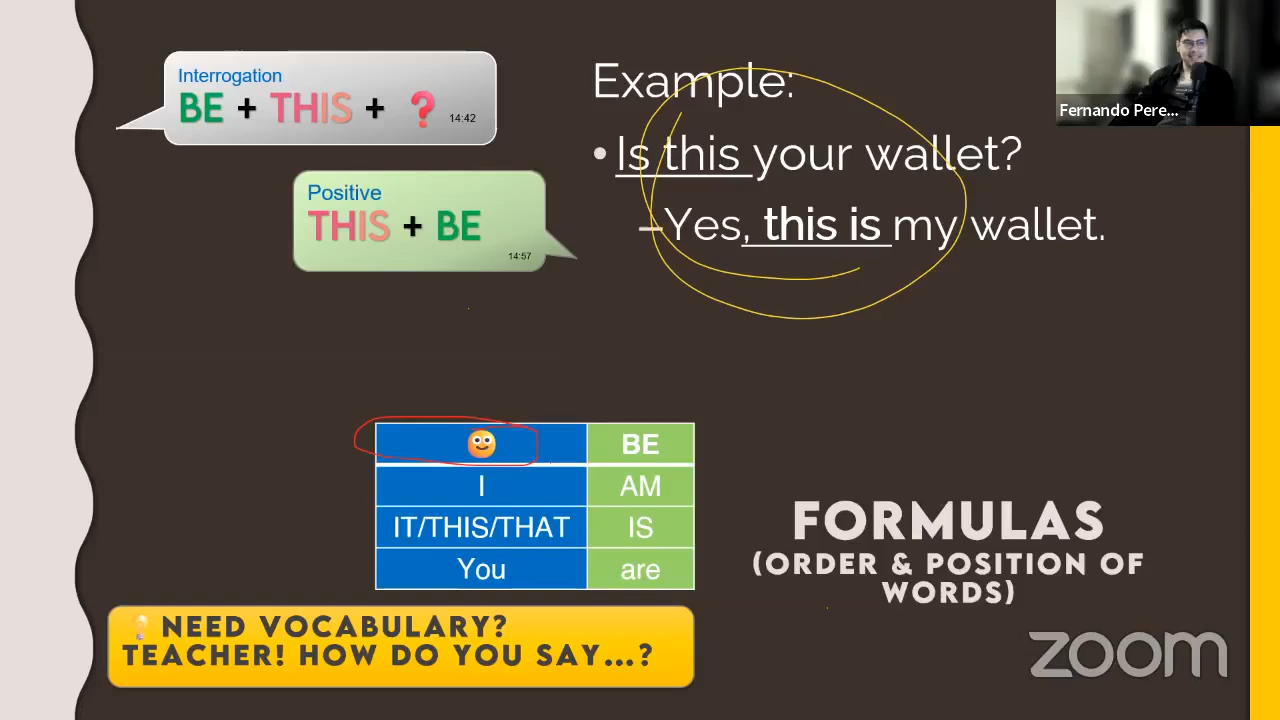 Interrogation
BE + THIS + ❓
14:42
Positive
THIS + BE
14:57
Example:
• Is this your wallet?
–Yes, this is my wallet.
Fernando Pere...
🙂 BE
I AM
IT/THIS/THAT IS
You are
FORMULAS
(ORDER & POSITION OF
WORDS)
💡NEED VOCABULARY?
TEACHER! HOW DO YOU SAY...?
zoom